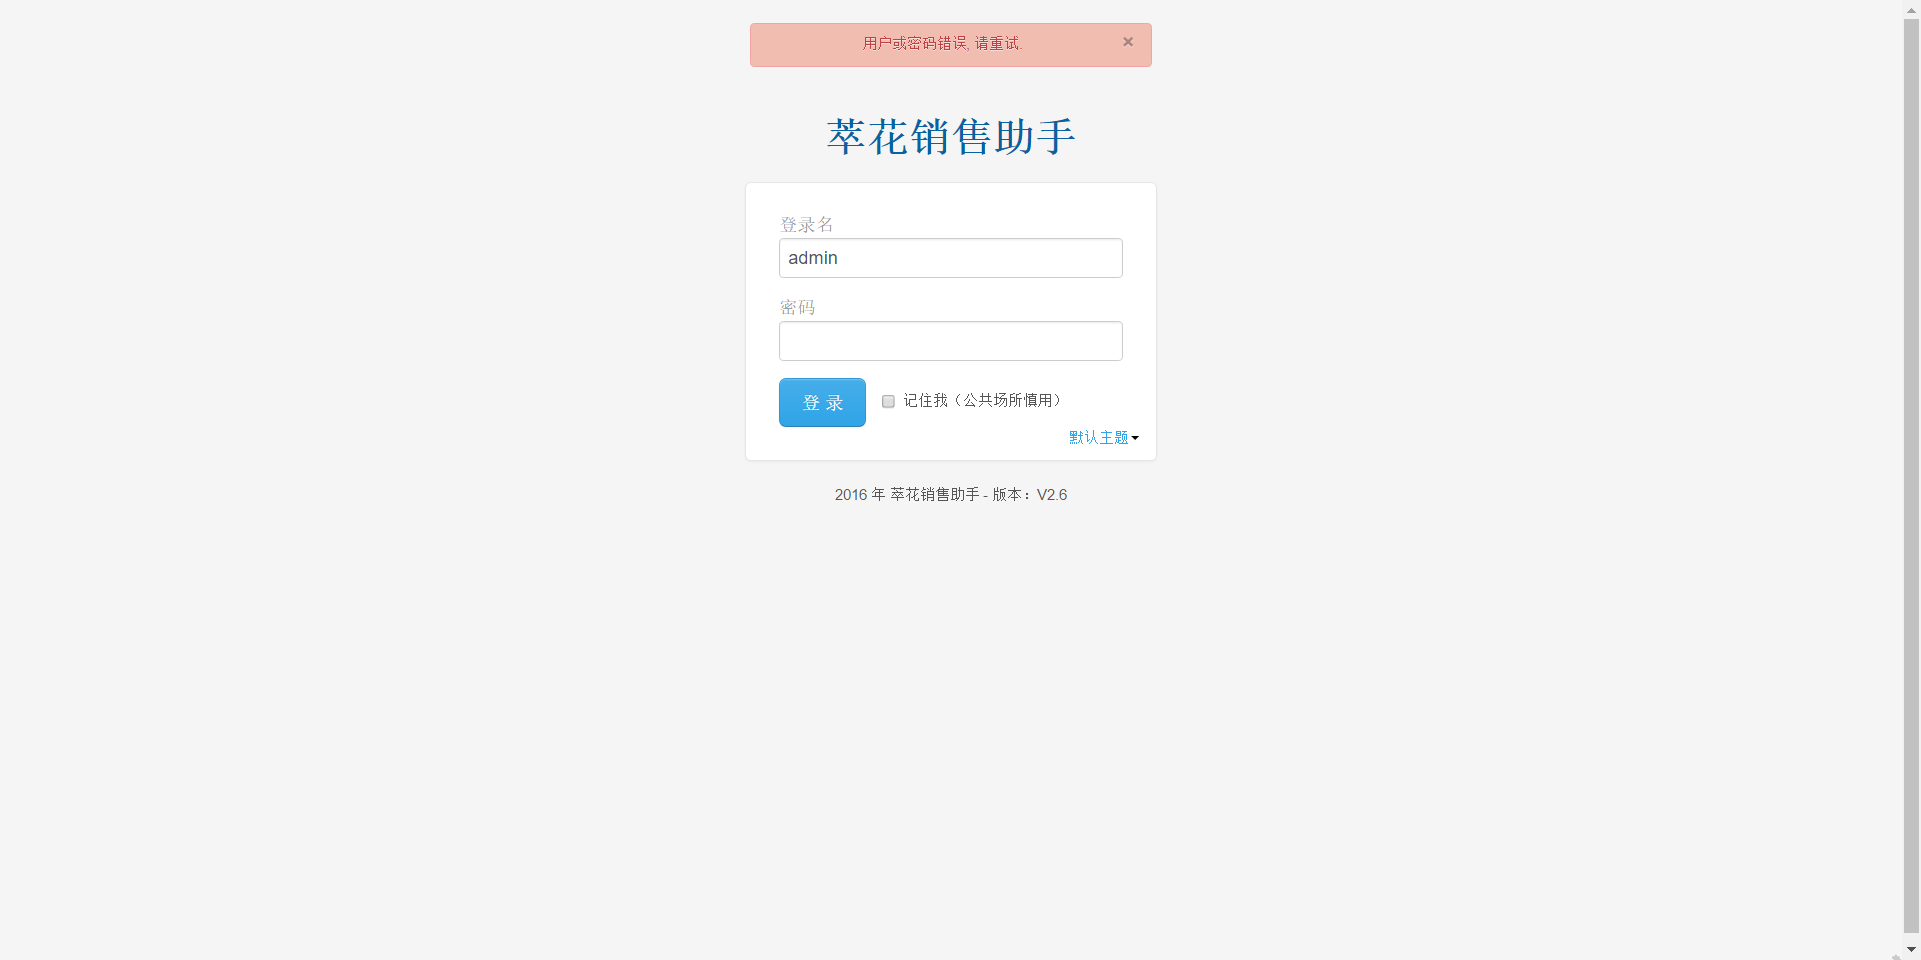 用户或密码错误, 请重试.
×
萃花销售助手
登录名
admin
密码
登 录
记住我（公共场所慎用）
默认主题
2016 年 萃花销售助手 - 版本：V2.6